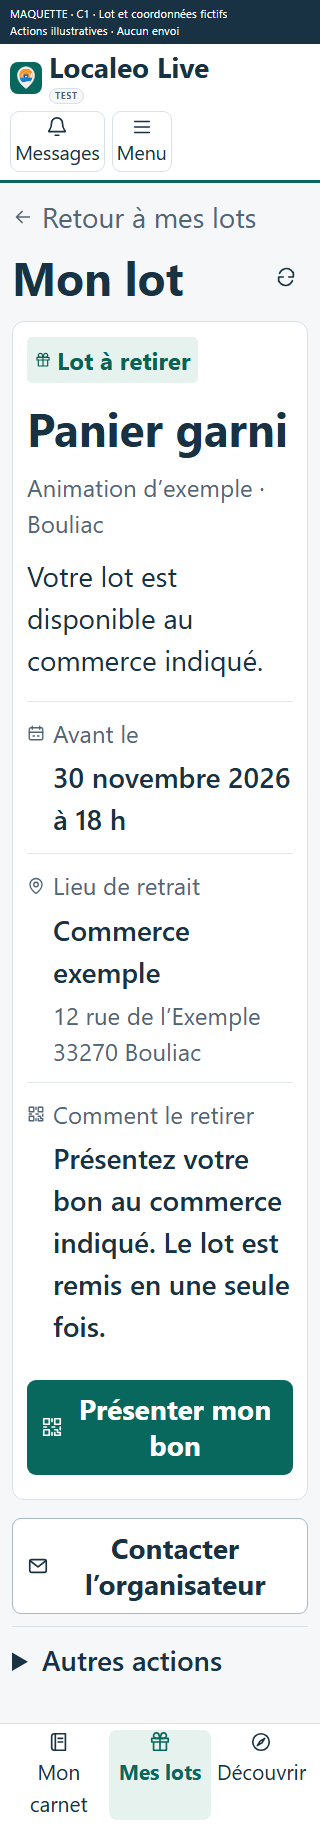 MAQUETTE · C1 · Lot et coordonnées fictifs
Actions illustratives · Aucun envoi
Localeo Live
TEST
Messages
Menu
Retour à mes lots
Mon lot
Lot à retirer
Panier garni
Animation d’exemple ·
Bouliac
Votre lot est
disponible au
commerce indiqué.
Avant le
30 novembre 2026
à 18 h
Lieu de retrait
Commerce
exemple
12 rue de l’Exemple
33270 Bouliac
Comment le retirer
Présentez votre
bon au commerce
indiqué. Le lot est
remis en une seule
fois.
Présenter mon
bon
Contacter
l’organisateur
Autres actions
Mon
carnet
Mes lots
Découvrir